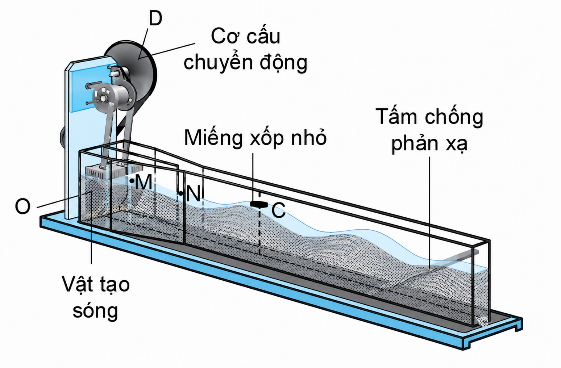 D
Cơ cấu
chuyển động
Tấm chống
phản xạ
Miếng xốp nhỏ
M
N
C
O
Vật tạo
sóng